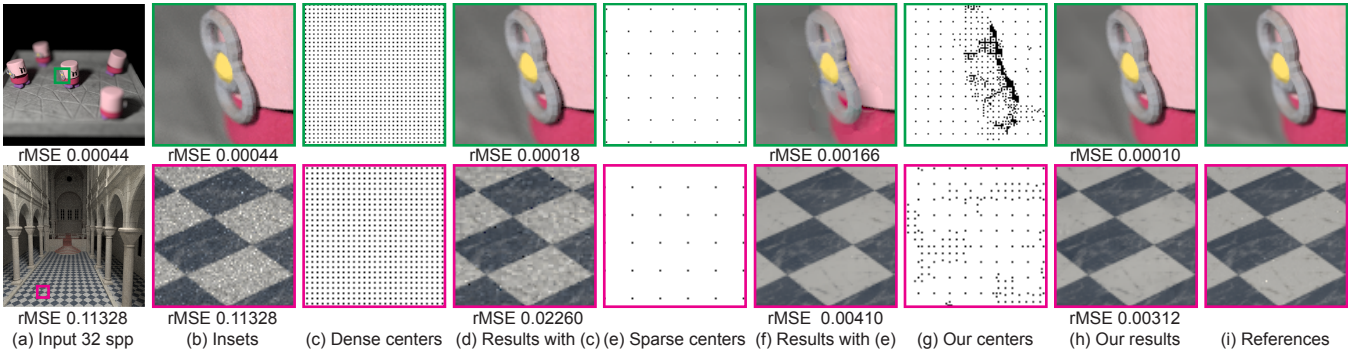 rMSE 0.00044 rMSE 0.00044 rMSE 0.00018 rMSE 0.00166 rMSE 0.00010
rMSE 0.11328 rMSE 0.11328 rMSE 0.02260 rMSE 0.00410 rMSE 0.00312
(a) Input 32 spp (b) Insets (c) Dense centers (d) Results with (c) (e) Sparse centers (f) Results with (e) (g) Our centers (h) Our results (i) References